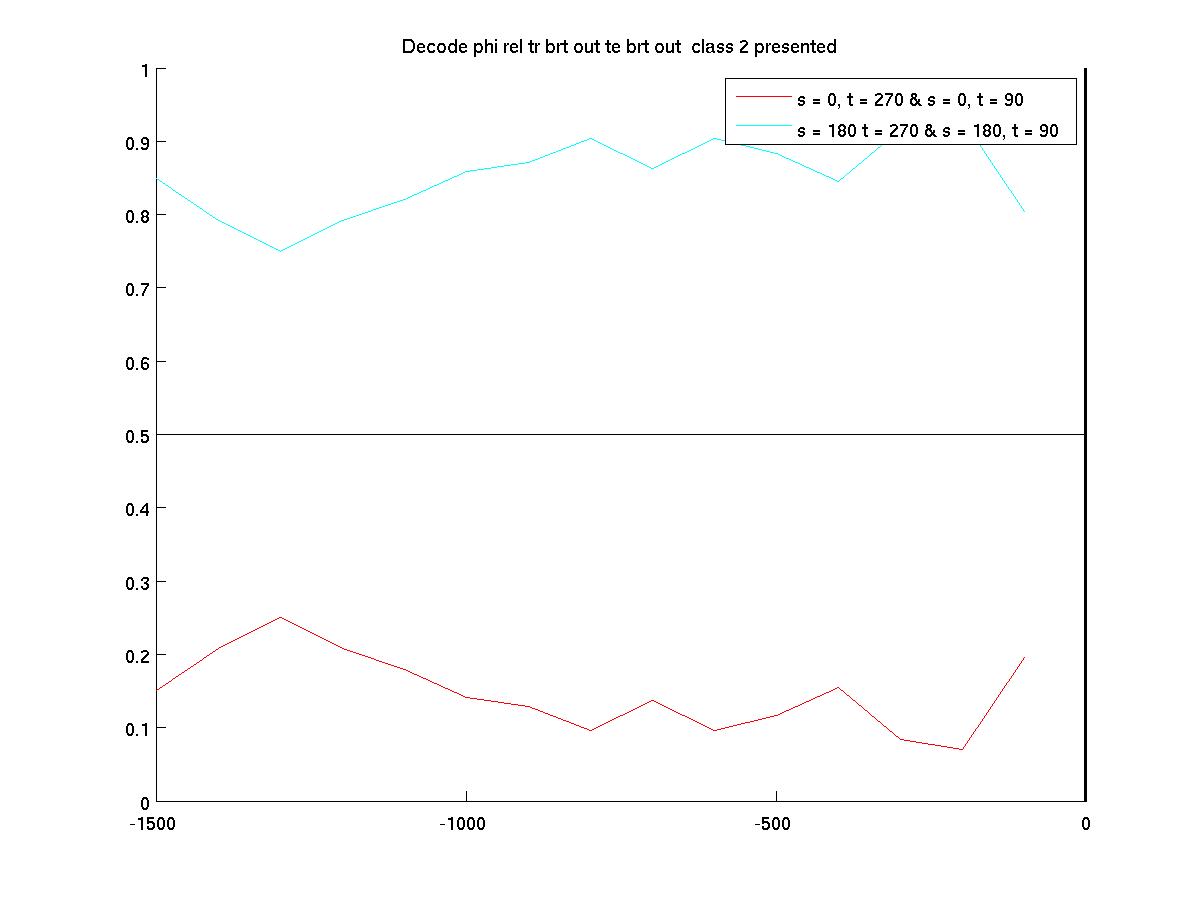 Decode phi rel tr brt out te brt out  class 2 presented
s = 0, t = 270 & s = 0, t = 90
s = 180 t = 270 & s = 180, t = 90
1
0.9
0.8
0.7
0.6
0.5
0.4
0.3
0.2
0.1
0
-1500 -1000 -500 0